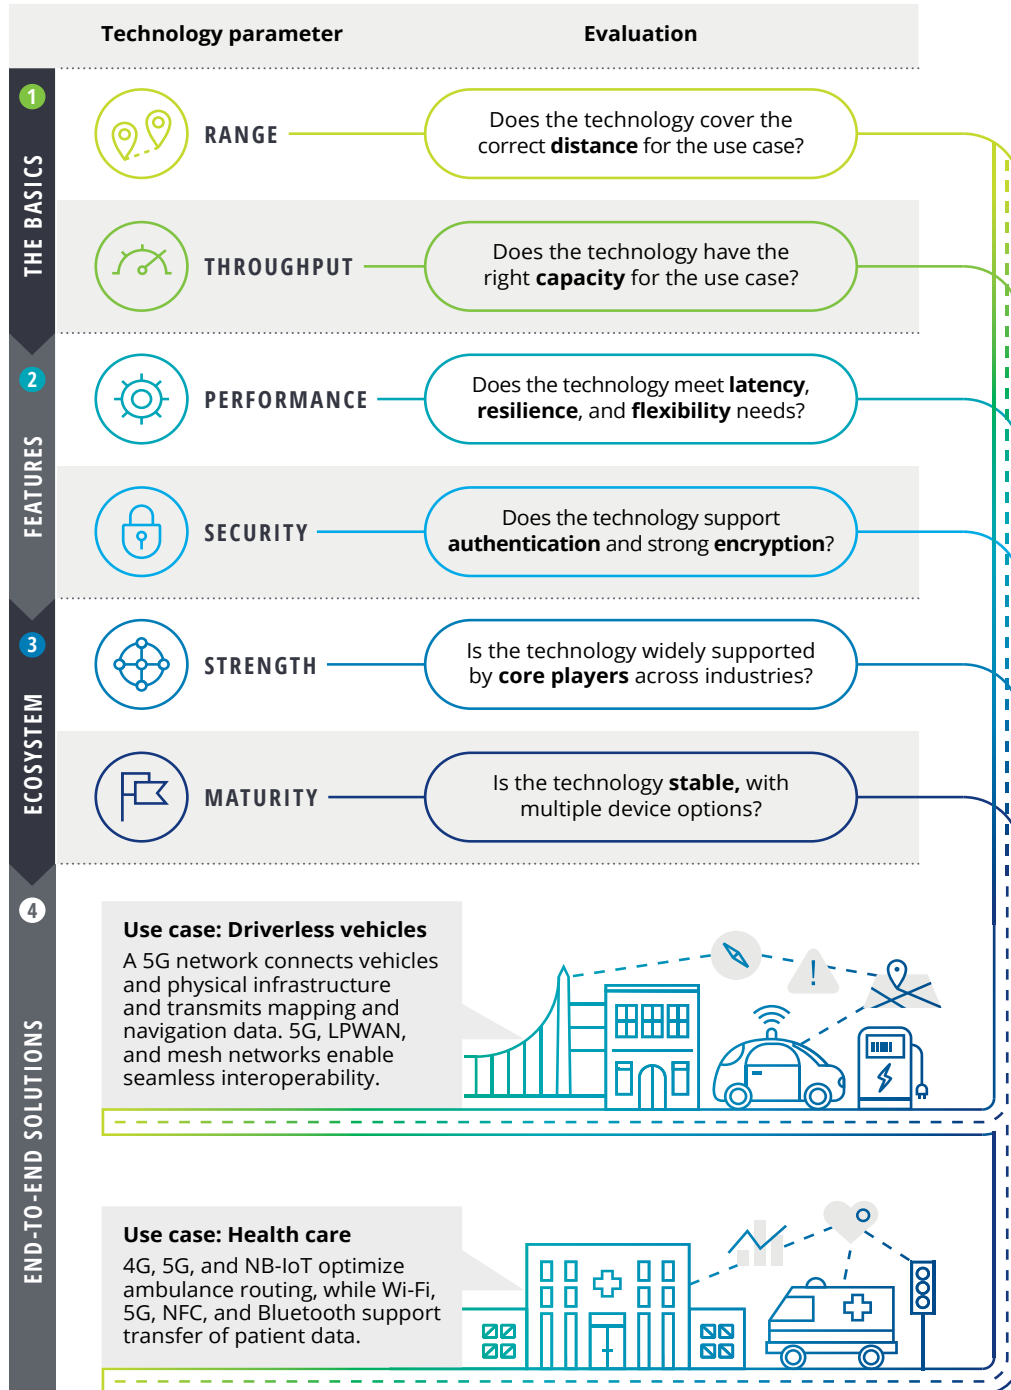 Technology parameter
Evaluation
1
THE BASICS
RANGE
Does the technology cover the
correct distance for the use case?
THROUGHPUT
Does the technology have the
right capacity for the use case?
2
FEATURES
PERFORMANCE
Does the technology meet latency,
resilience, and flexibility needs?
SECURITY
Does the technology support
authentication and strong encryption?
3
ECOSYSTEM
STRENGTH
Is the technology widely supported
by core players across industries?
MATURITY
Is the technology stable, with
multiple device options?
4
END-TO-END SOLUTIONS
Use case: Driverless vehicles
A 5G network connects vehicles
and physical infrastructure
and transmits mapping and
navigation data. 5G, LPWAN,
and mesh networks enable
seamless interoperability.
!
Use case: Health care
4G, 5G, and NB-IoT optimize
ambulance routing, while Wi-Fi,
5G, NFC, and Bluetooth support
transfer of patient data.